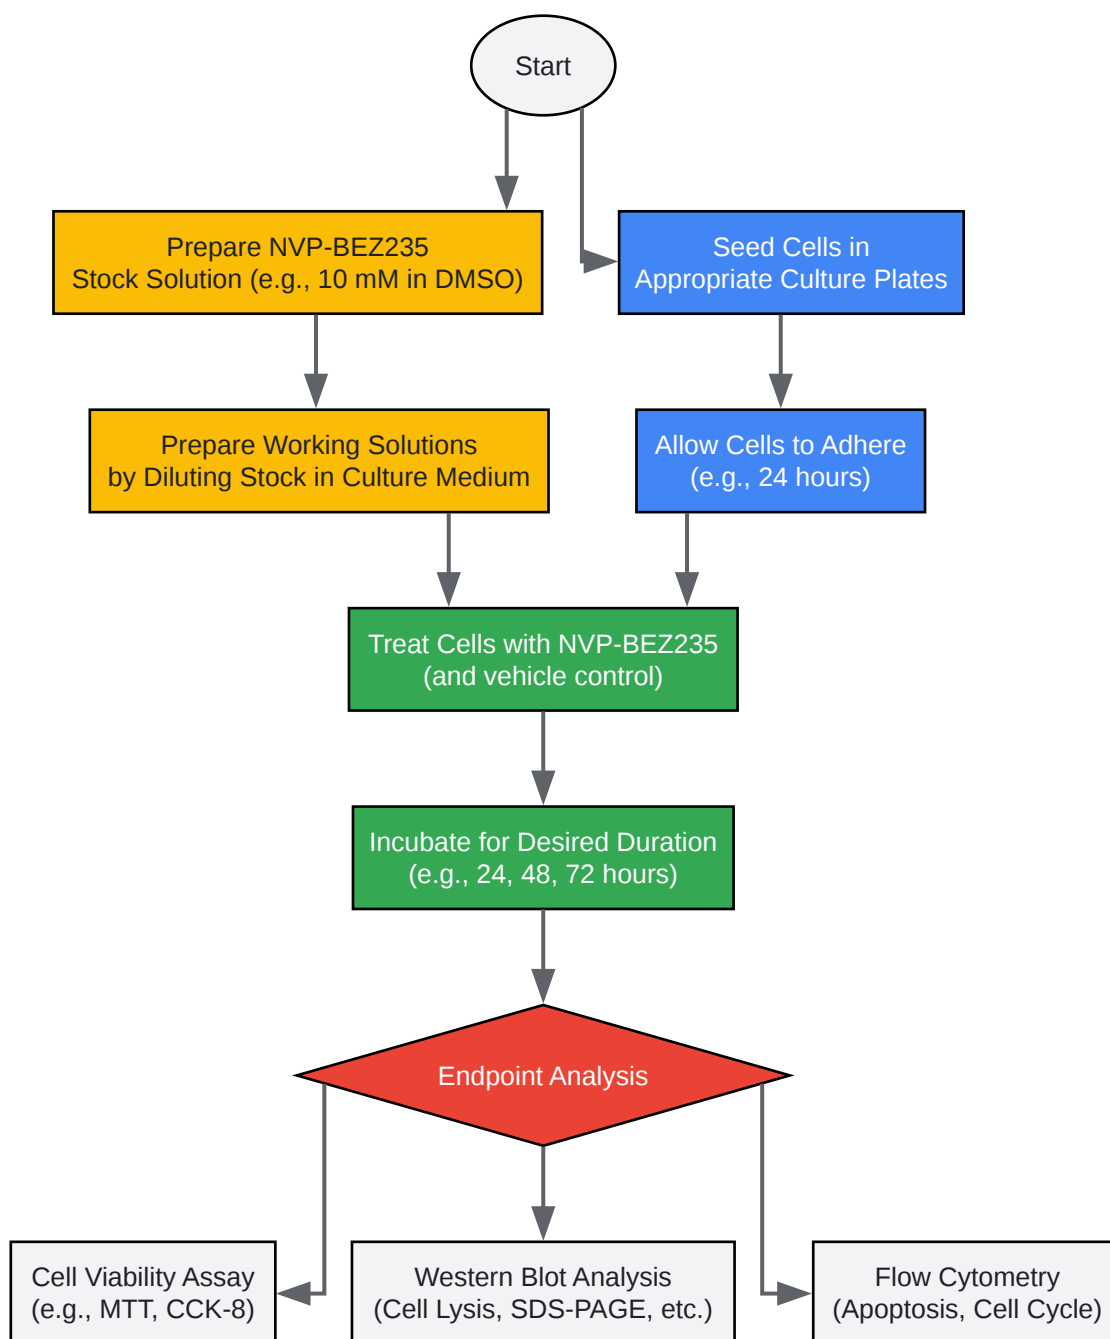 Start
Prepare NVP-BEZ235
Stock Solution (e.g., 10 mM in DMSO)
Seed Cells in
Appropriate Culture Plates
Prepare Working Solutions
by Diluting Stock in Culture Medium
Allow Cells to Adhere
(e.g., 24 hours)
Treat Cells with NVP-BEZ235
(and vehicle control)
Incubate for Desired Duration
(e.g., 24, 48, 72 hours)
Endpoint Analysis
Cell Viability Assay
(e.g., MTT, CCK-8)
Western Blot Analysis
(Cell Lysis, SDS-PAGE, etc.)
Flow Cytometry
(Apoptosis, Cell Cycle)